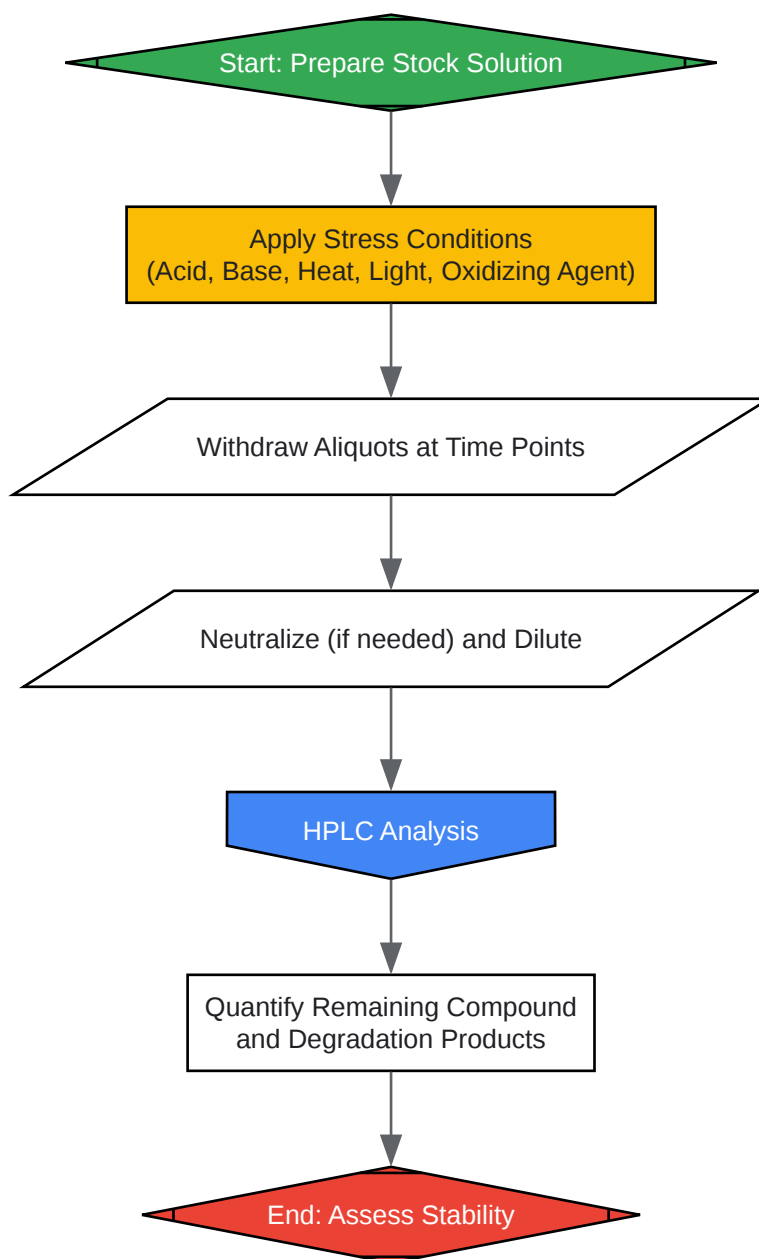 Start: Prepare Stock Solution
Apply Stress Conditions
(Acid, Base, Heat, Light, Oxidizing Agent)
Withdraw Aliquots at Time Points
Neutralize (if needed) and Dilute
HPLC Analysis
Quantify Remaining Compound
and Degradation Products
End: Assess Stability